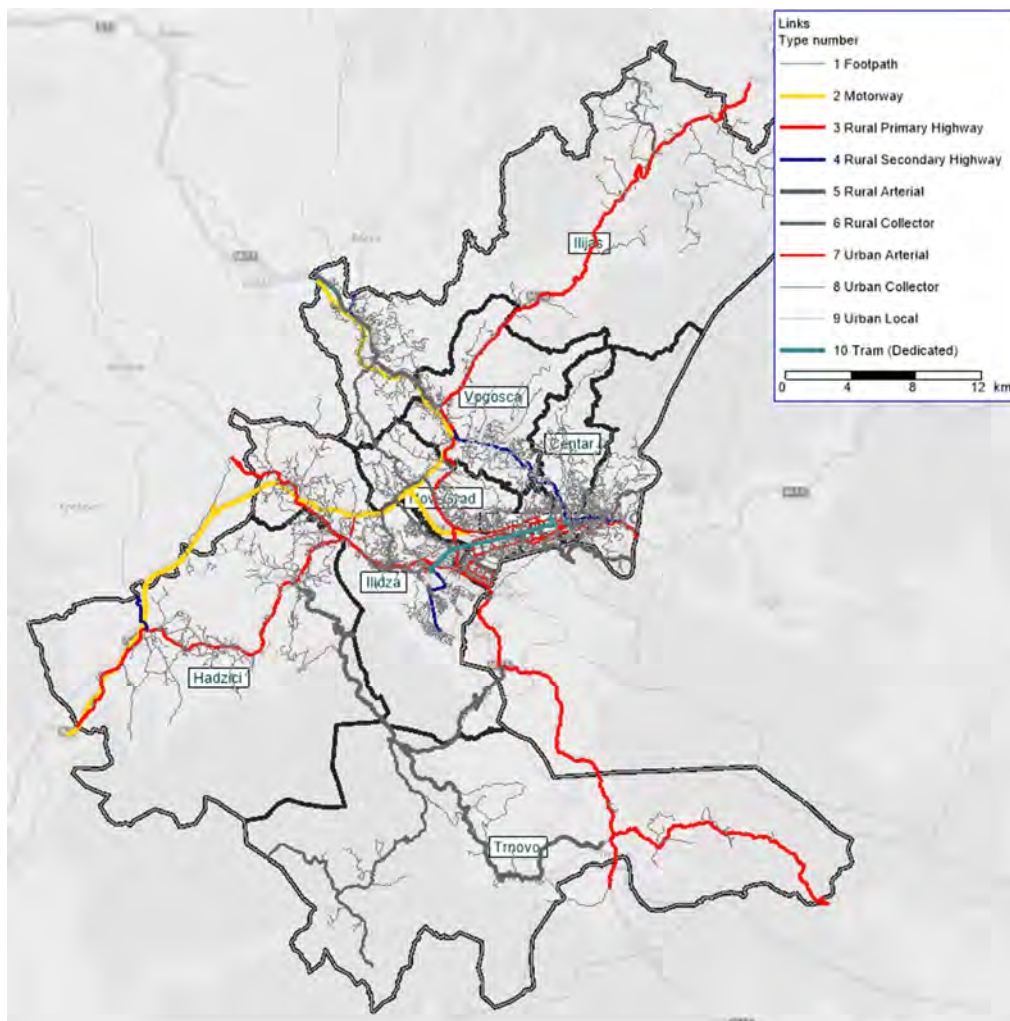 Links
Type number
1 Footpath
2 Motorway
3 Rural Primary Highway
4 Rural Secondary Highway
5 Rural Arterial
6 Rural Collector
7 Urban Arterial
8 Urban Collector
9 Urban Local
10 Tram (Dedicated)
0 4 8 12 km
Ilijas
Vogosca
Centar
Ilidza
Hadzici
Trnovo